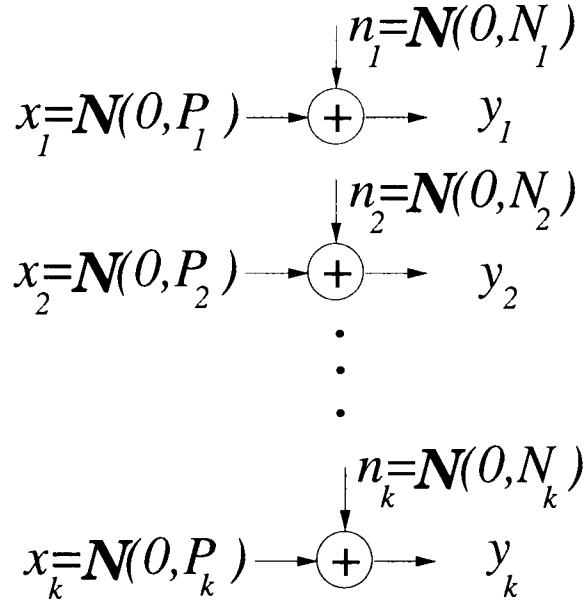 n₁=N(0,N₁)
x₁=N(0,P₁) + y₁
n₂=N(0,N₂)
x₂=N(0,P₂) + y₂
nₖ=N(0,Nₖ)
xₖ=N(0,Pₖ) + yₖ